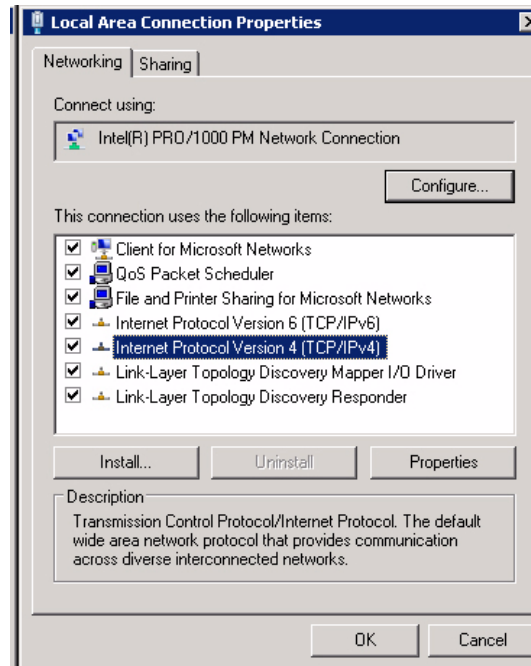 Local Area Connection Properties
Networking Sharing
Connect using:
Intel(R) PRO/1000 PM Network Connection
Configure...
This connection uses the following items:
Client for Microsoft Networks
QoS Packet Scheduler
File and Printer Sharing for Microsoft Networks
Internet Protocol Version 6 (TCP/IPv6)
Internet Protocol Version 4 (TCP/IPv4)
Link-Layer Topology Discovery Mapper I/O Driver
Link-Layer Topology Discovery Responder
Install... Uninstall Properties
Description
Transmission Control Protocol/Internet Protocol. The default
wide area network protocol that provides communication
across diverse interconnected networks.
OK Cancel